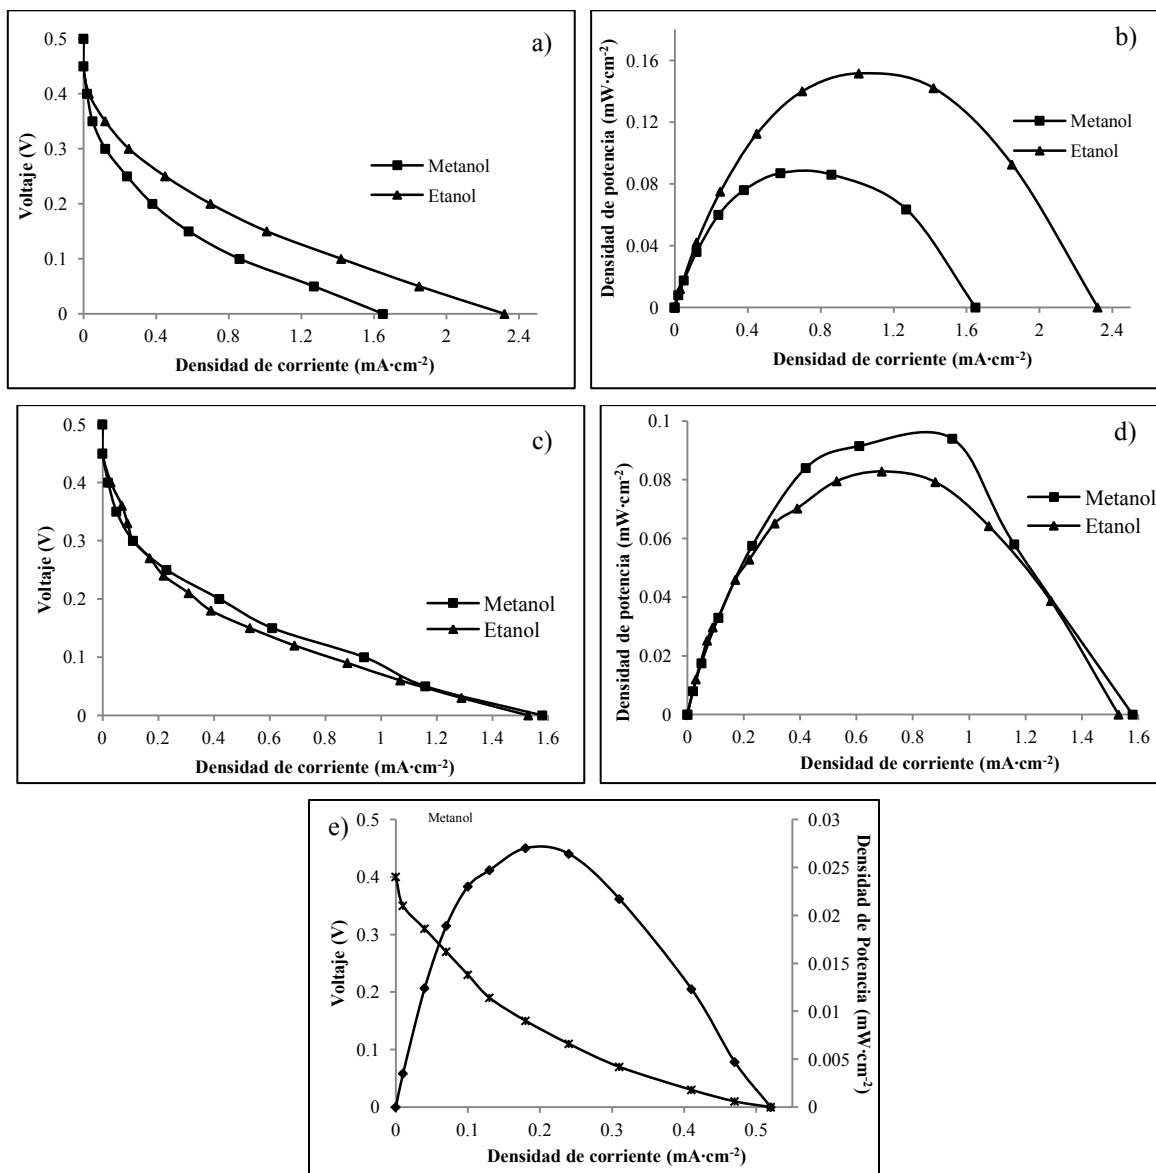 a)
Voltaje (V)
0.5
0.4
0.3
0.2
0.1
0
Metanol
Etanol
0 0.4 0.8 1.2 1.6 2 2.4
Densidad de corriente (mA·cm-2)
b)
Densidad de potencia (mW·cm-2)
0.16
0.12
0.08
0.04
0
Metanol
Etanol
0 0.4 0.8 1.2 1.6 2 2.4
Densidad de corriente (mA·cm-2)
c)
Voltaje (V)
0.5
0.4
0.3
0.2
0.1
0
Metanol
Etanol
0 0.2 0.4 0.6 0.8 1 1.2 1.4 1.6
Densidad de corriente (mA·cm-2)
d)
Densidad de potencia (mW·cm-2)
0.1
0.08
0.06
0.04
0.02
0
Metanol
Etanol
0 0.2 0.4 0.6 0.8 1 1.2 1.4 1.6
Densidad de corriente (mA·cm-2)
e)
Metanol
Voltaje (V)
0.5
0.4
0.3
0.2
0.1
0
0.03
0.025
0.02
0.015
0.01
0.005
0
Densidad de Potencia (mW·cm-2)
0 0.1 0.2 0.3 0.4 0.5
Densidad de corriente (mA·cm-2)